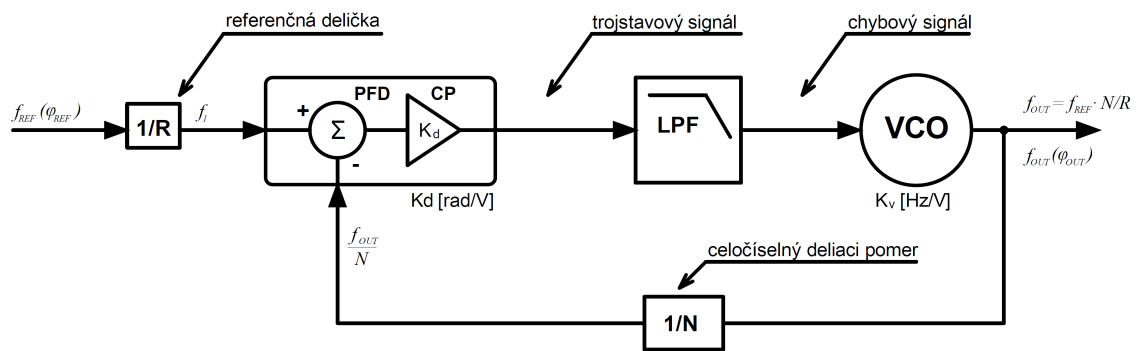 referenčná delička
trojstavový signál
chybový signál
f_REF(φ_REF)
1/R
f_I
PFD
CP
+
Σ
-
K_d
LPF
VCO
f_OUT=f_REF·N/R
f_OUT(φ_OUT)
Kd [rad/V]
K_v [Hz/V]
f_OUT
N
celočíselný deliaci pomer
1/N